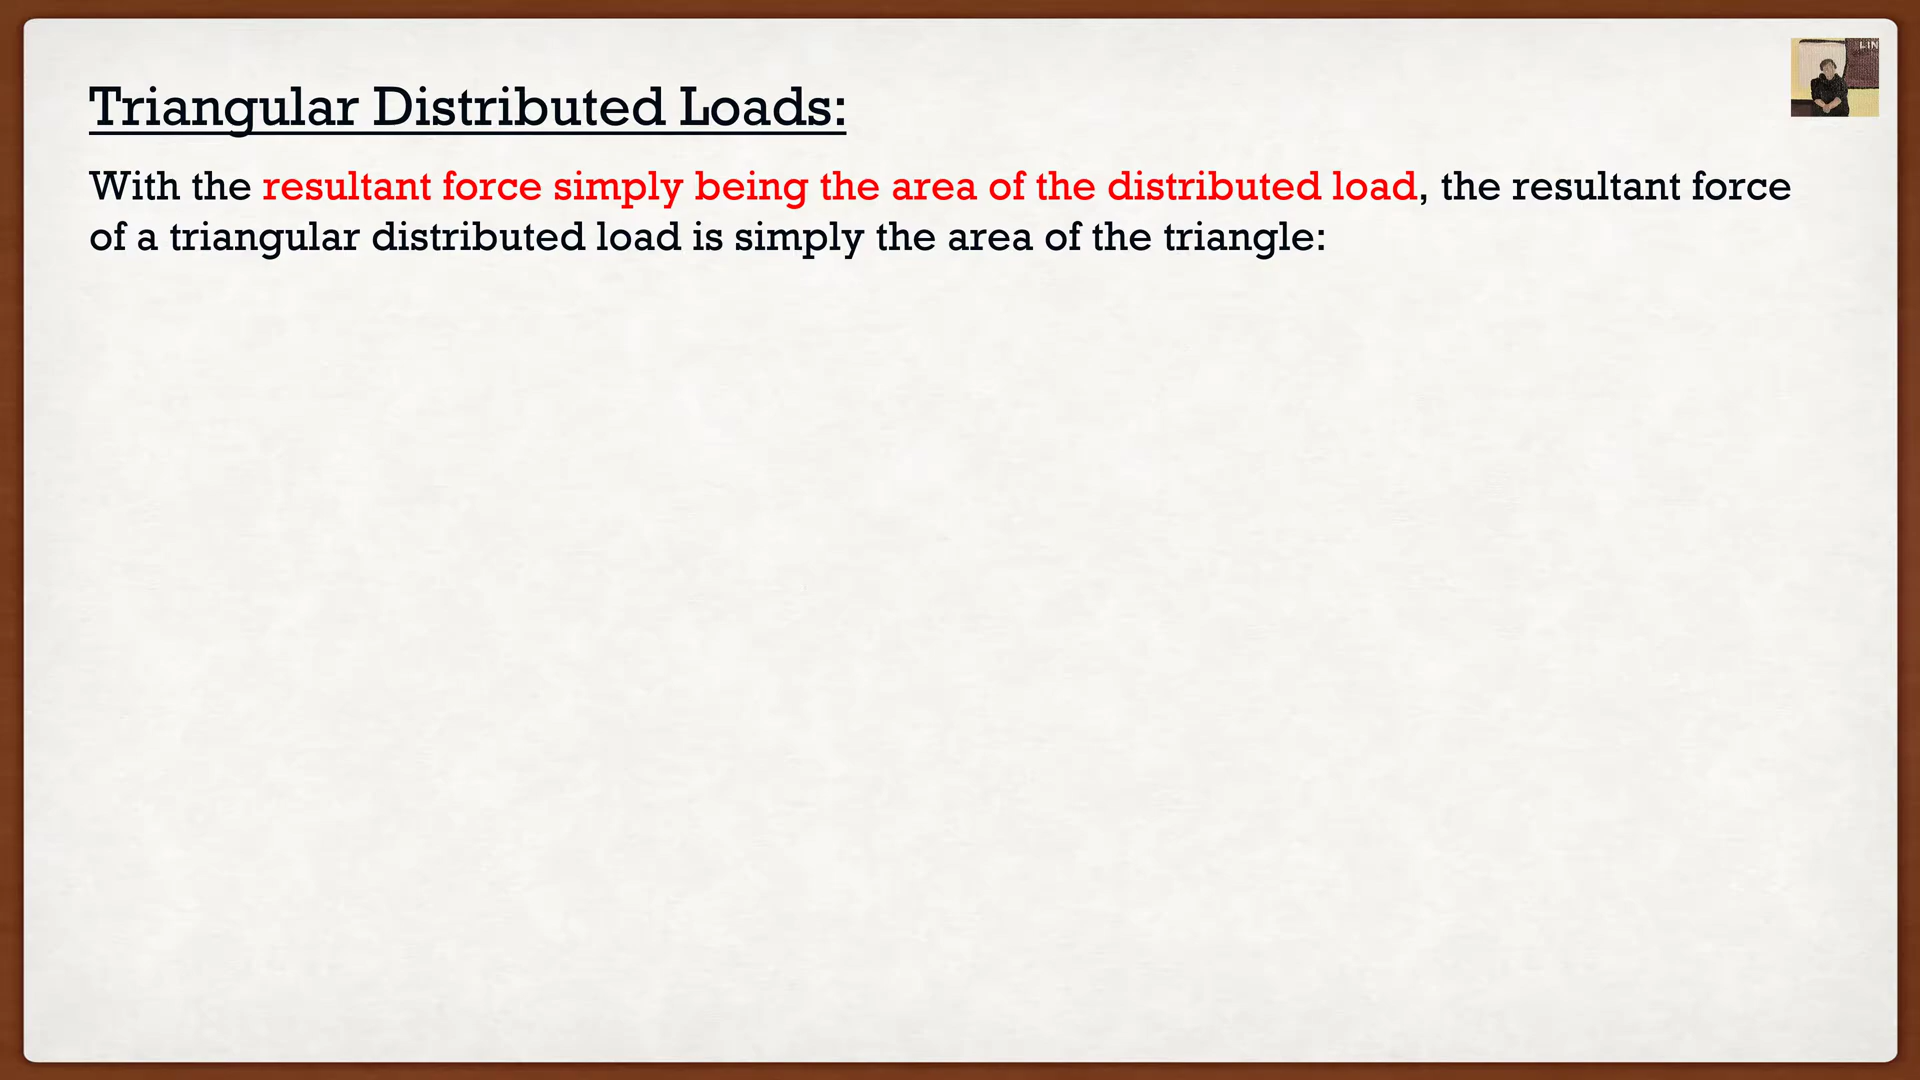 Triangular Distributed Loads:
LIN
With the resultant force simply being the area of the distributed load, the resultant force
of a triangular distributed load is simply the area of the triangle: